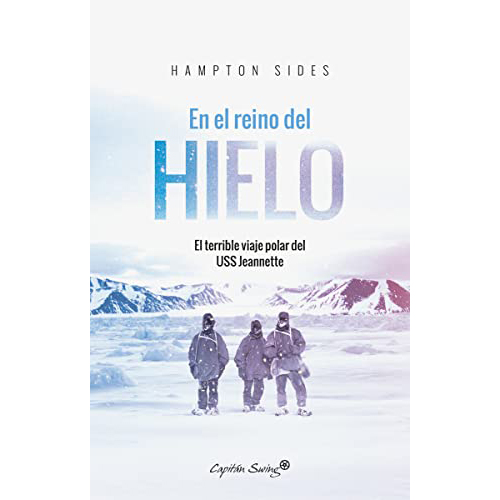 HAMPTON SIDES
En el reino del
HIELO
El terrible viaje polar del
USS Jeannette
Capitán Swing